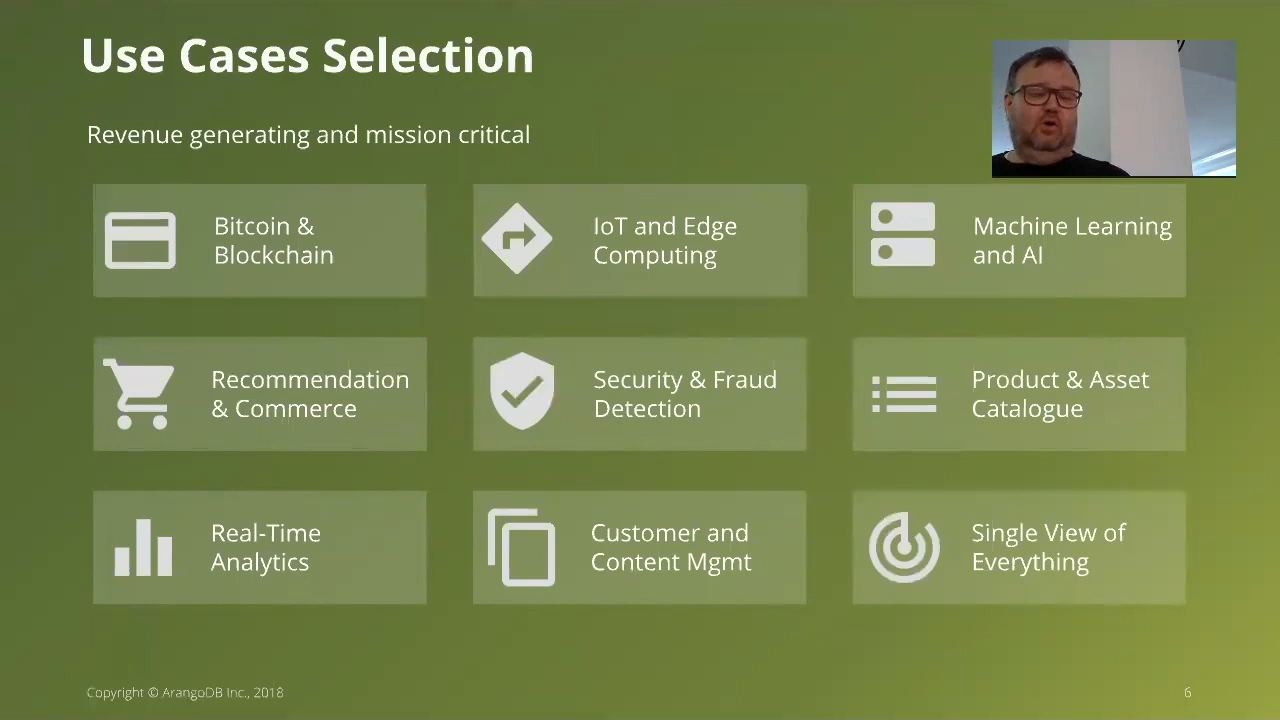 Use Cases Selection
Revenue generating and mission critical
Bitcoin &
Blockchain
IoT and Edge
Computing
Machine Learning
and AI
Recommendation
& Commerce
Security & Fraud
Detection
Product & Asset
Catalogue
Real-Time
Analytics
Customer and
Content Mgmt
Single View of
Everything
Copyright © ArangoDB Inc., 2018
6